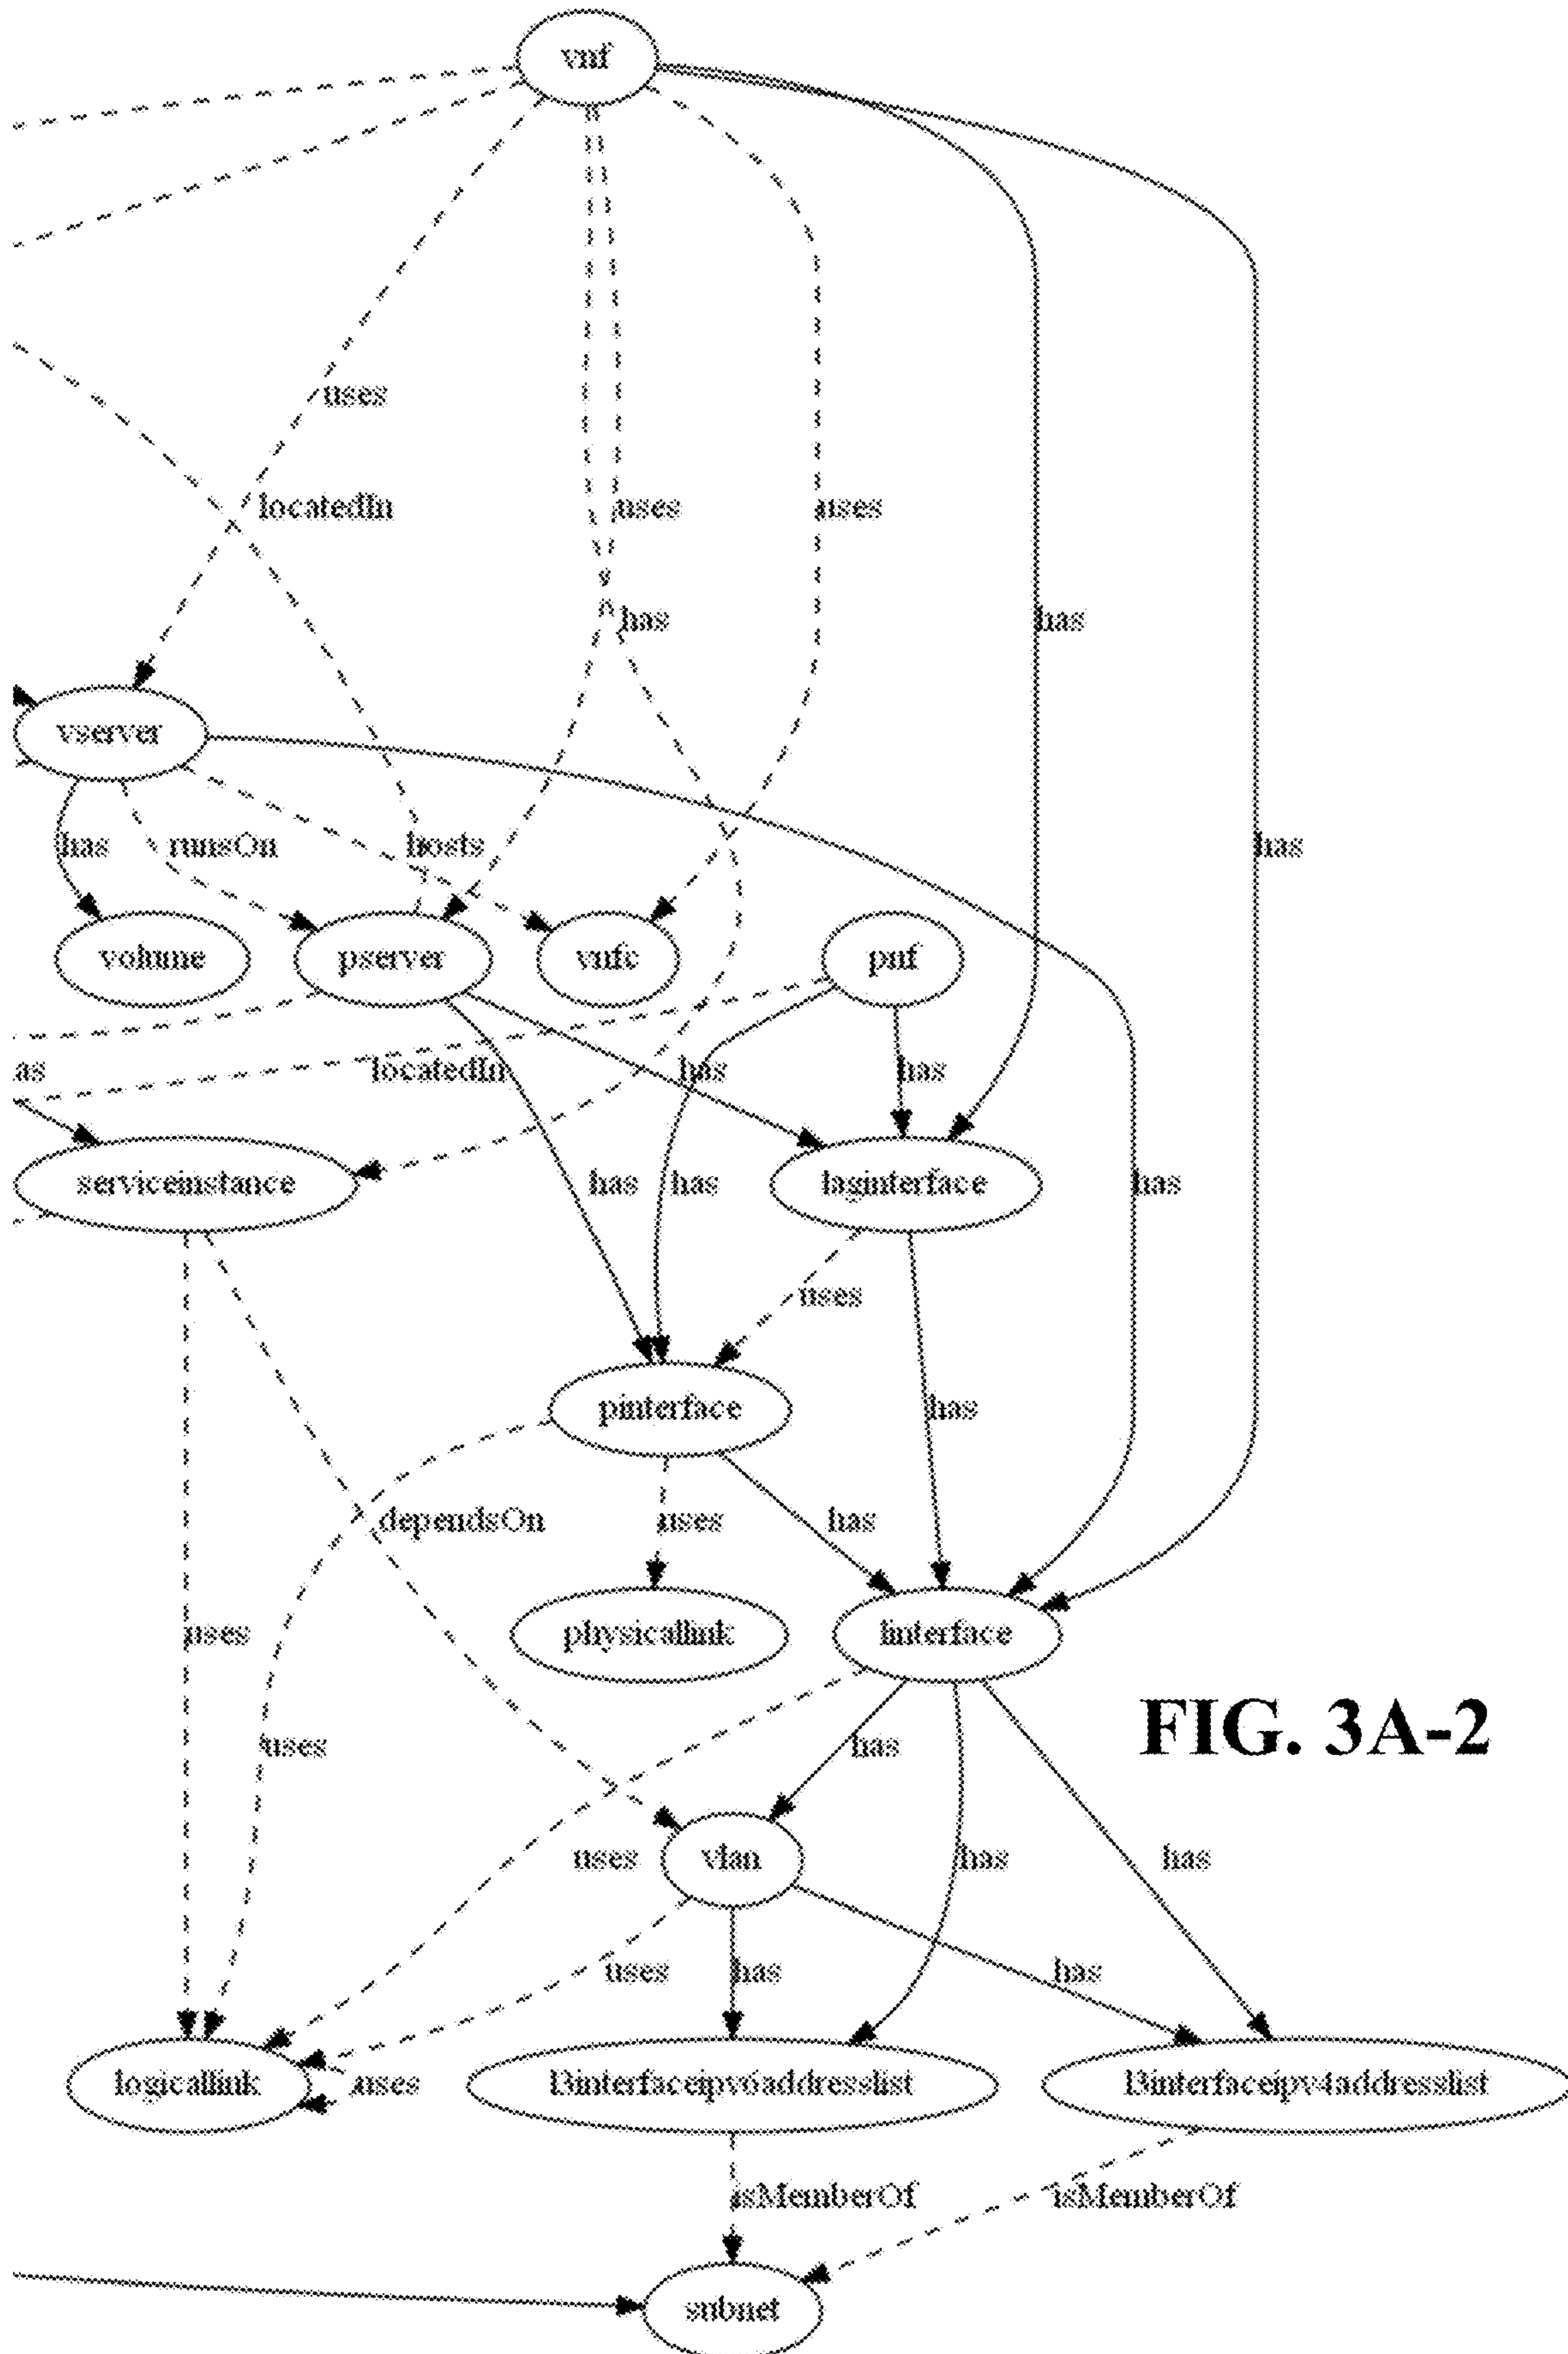 vnf
uses
locatedIn
uses
uses
has
has
vserver
has
runsOn
hosts
has
volume
pserver
vnfc
pnf
as
locatedIn
has
has
serviceinstance
has
has
laginterface
has
uses
pinterface
has
dependsOn
uses
has
uses
physicallink
linterface
uses
has
FIG. 3A-2
uses
vlan
has
has
uses
has
has
logicallink
uses
l3interfaceipv6addresslist
l3interfaceipv4addresslist
isMemberOf
isMemberOf
subnet